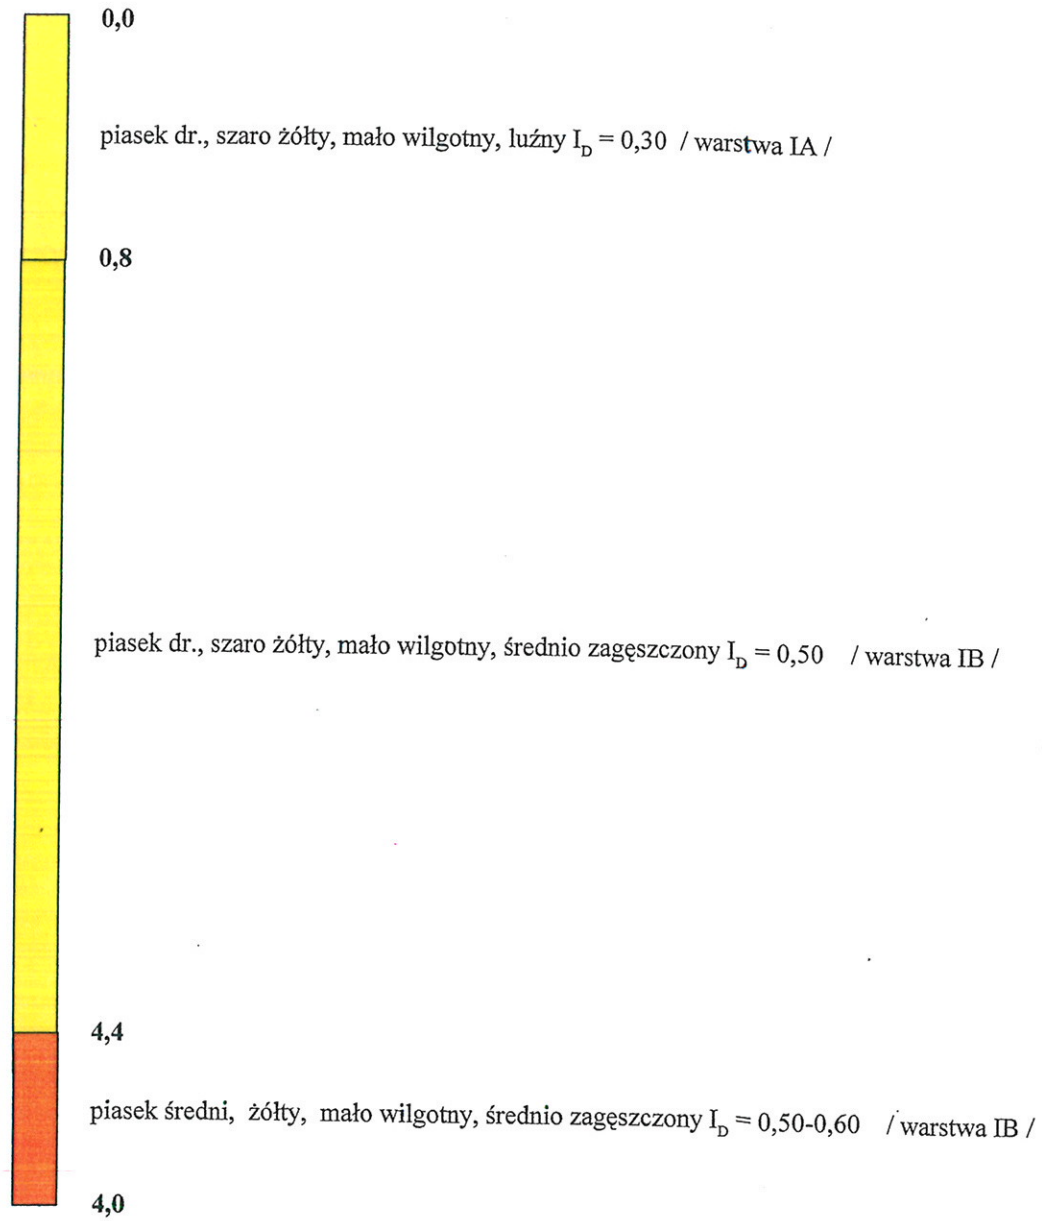 0,0
piasek dr., szaro żółty, mało wilgotny, luźny I_D = 0,30 / warstwa IA /
0,8
piasek dr., szaro żółty, mało wilgotny, średnio zagęszczony I_D = 0,50 / warstwa IB /
4,4
piasek średni, żółty, mało wilgotny, średnio zagęszczony I_D = 0,50-0,60 / warstwa IB /
4,0